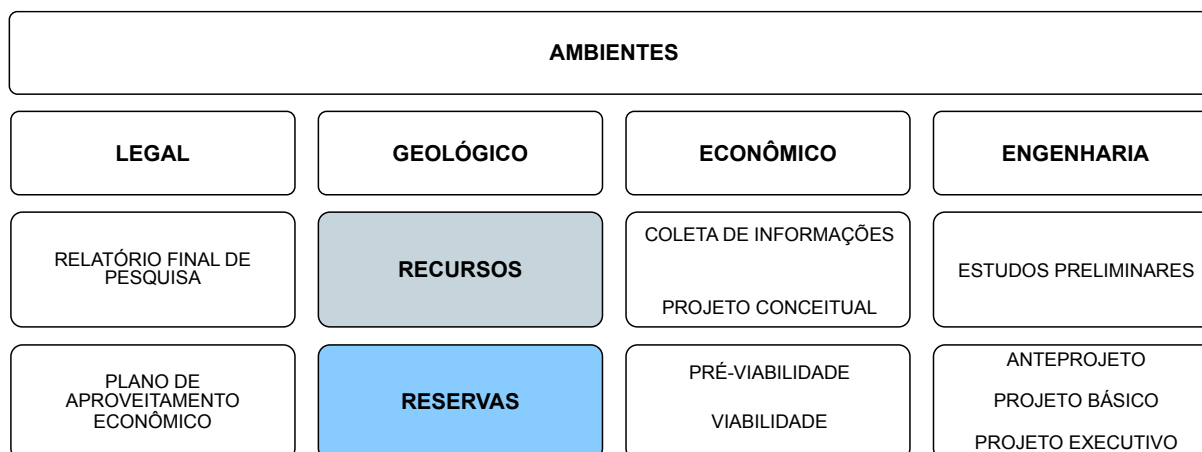 AMBIENTES
LEGAL
GEOLÓGICO
ECONÔMICO
ENGENHARIA
RELATÓRIO FINAL DE
PESQUISA
RECURSOS
COLETA DE INFORMAÇÕES
PROJETO CONCEITUAL
ESTUDOS PRELIMINARES
PLANO DE
APROVEITAMENTO
ECONÔMICO
RESERVAS
PRÉ-VIABILIDADE
VIABILIDADE
ANTEPROJETO
PROJETO BÁSICO
PROJETO EXECUTIVO